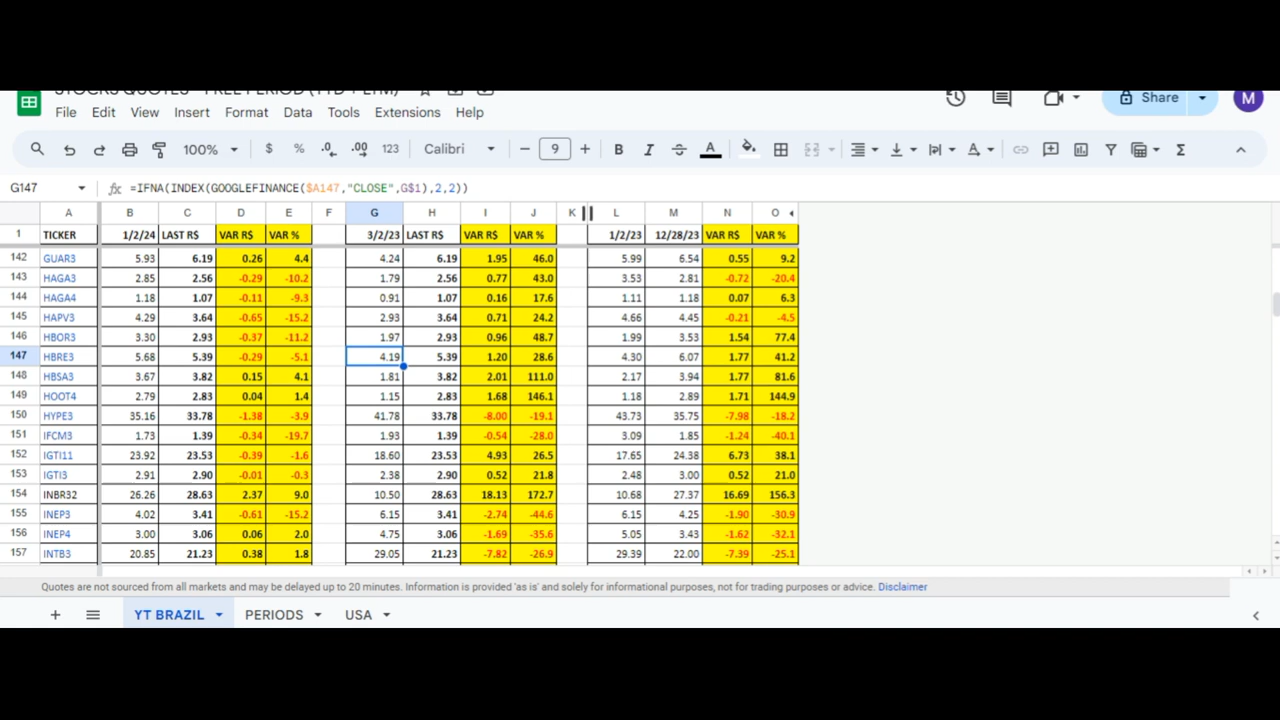 STOCKS QUOTES - FREE PERIOD (YTD + LTM)
File Edit View Insert Format Data Tools Extensions Help
Share M
100% $ % .0 .00 123 Calibri 9 B I A Σ
G147 fx =IFNA(INDEX(GOOGLEFINANCE($A147,"CLOSE",G$1),2,2))
A B C D E F G H I J K L M N O
1 TICKER 1/2/24 LAST R$ VAR R$ VAR % 3/2/23 LAST R$ VAR R$ VAR % 1/2/23 12/28/23 VAR R$ VAR %
142 GUAR3 5.93 6.19 0.26 4.4 4.24 6.19 1.95 46.0 5.99 6.54 0.55 9.2
143 HAGA3 2.85 2.56 -0.29 -10.2 1.79 2.56 0.77 43.0 3.53 2.81 -0.72 -20.4
144 HAGA4 1.18 1.07 -0.11 -9.3 0.91 1.07 0.16 17.6 1.11 1.18 0.07 6.3
145 HAPV3 4.29 3.64 -0.65 -15.2 2.93 3.64 0.71 24.2 4.66 4.45 -0.21 -4.5
146 HBOR3 3.30 2.93 -0.37 -11.2 1.97 2.93 0.96 48.7 1.99 3.53 1.54 77.4
147 HBRE3 5.68 5.39 -0.29 -5.1 4.19 5.39 1.20 28.6 4.30 6.07 1.77 41.2
148 HBSA3 3.67 3.82 0.15 4.1 1.81 3.82 2.01 111.0 2.17 3.94 1.77 81.6
149 HOOT4 2.79 2.83 0.04 1.4 1.15 2.83 1.68 146.1 1.18 2.89 1.71 144.9
150 HYPE3 35.16 33.78 -1.38 -3.9 41.78 33.78 -8.00 -19.1 43.73 35.75 -7.98 -18.2
151 IFCM3 1.73 1.39 -0.34 -19.7 1.93 1.39 -0.54 -28.0 3.09 1.85 -1.24 -40.1
152 IGTI11 23.92 23.53 -0.39 -1.6 18.60 23.53 4.93 26.5 17.65 24.38 6.73 38.1
153 IGTI3 2.91 2.90 -0.01 -0.3 2.38 2.90 0.52 21.8 2.48 3.00 0.52 21.0
154 INBR32 26.26 28.63 2.37 9.0 10.50 28.63 18.13 172.7 10.68 27.37 16.69 156.3
155 INEP3 4.02 3.41 -0.61 -15.2 6.15 3.41 -2.74 -44.6 6.15 4.25 -1.90 -30.9
156 INEP4 3.00 3.06 0.06 2.0 4.75 3.06 -1.69 -35.6 5.05 3.43 -1.62 -32.1
157 INTB3 20.85 21.23 0.38 1.8 29.05 21.23 -7.82 -26.9 29.39 22.00 -7.39 -25.1
Quotes are not sourced from all markets and may be delayed up to 20 minutes. Information is provided 'as is' and solely for informational purposes, not for trading purposes or advice. Disclaimer
YT BRAZIL PERIODS USA